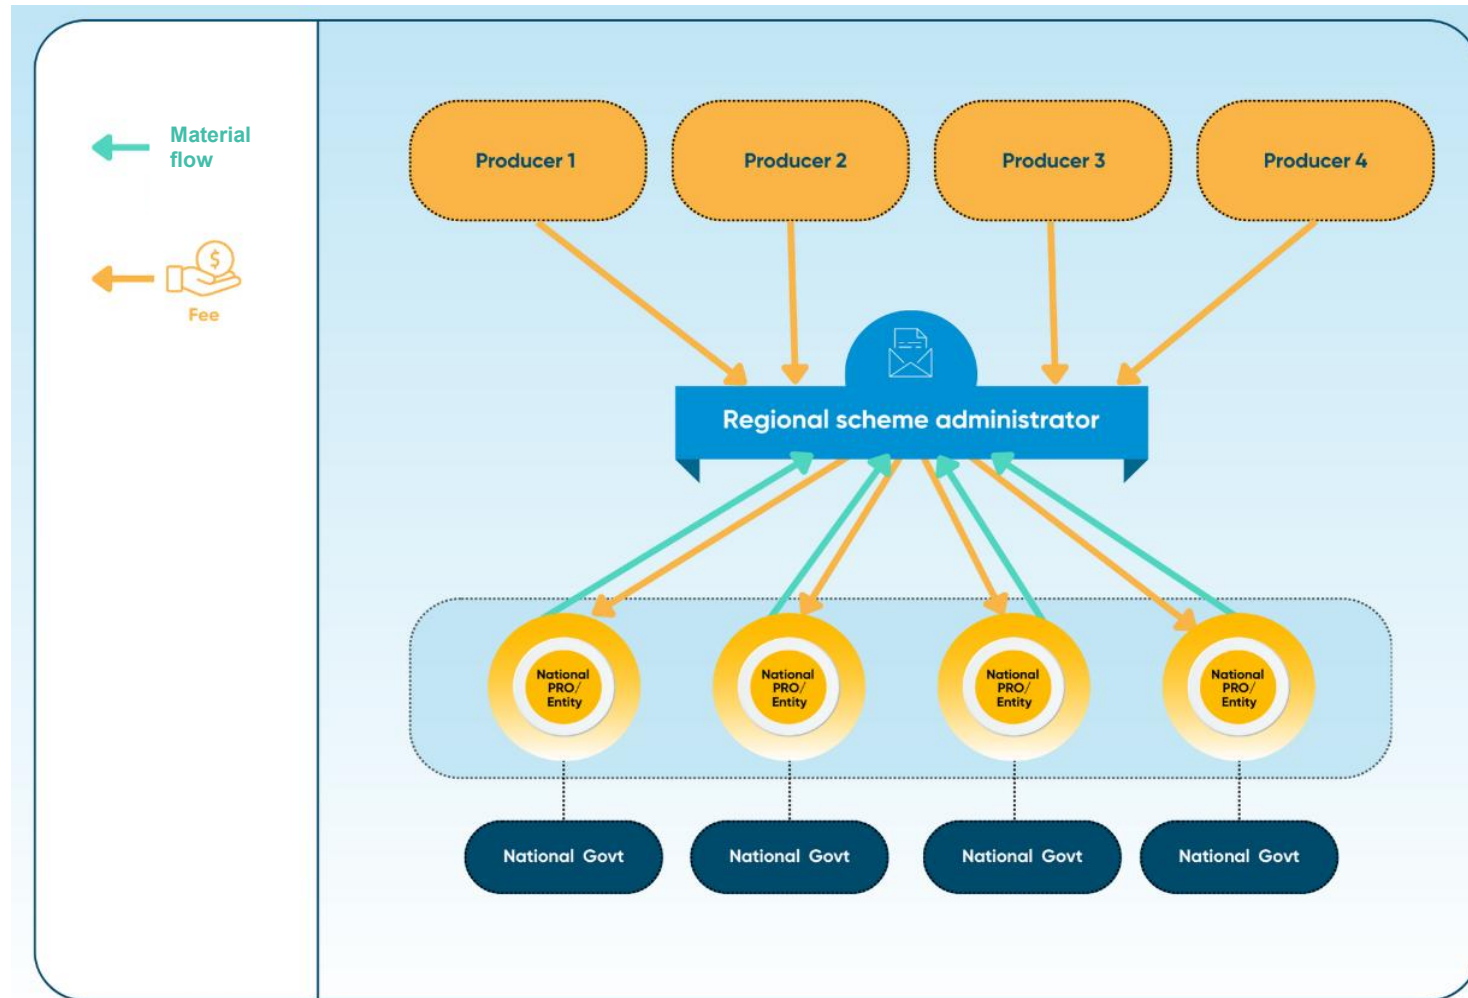 Material
flow
$
Fee
Producer 1
Producer 2
Producer 3
Producer 4
Regional scheme administrator
National
PRO/
Entity
National
PRO/
Entity
National
PRO/
Entity
National
PRO/
Entity
National Govt
National Govt
National Govt
National Govt